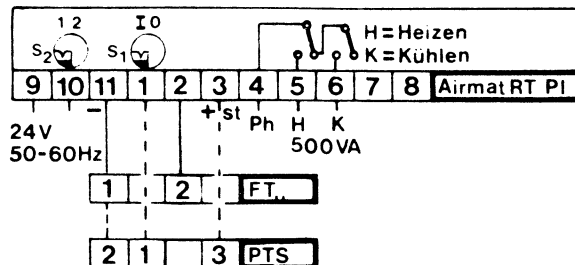 1 2 I O
S2 S1 H = Heizen
K = Kühlen
9 10 11 1 2 3 4 5 6 7 8 Airmat RT PI
24V − + st Ph H K
50-60Hz 500VA
1 2 FT
2 1 3 PTS